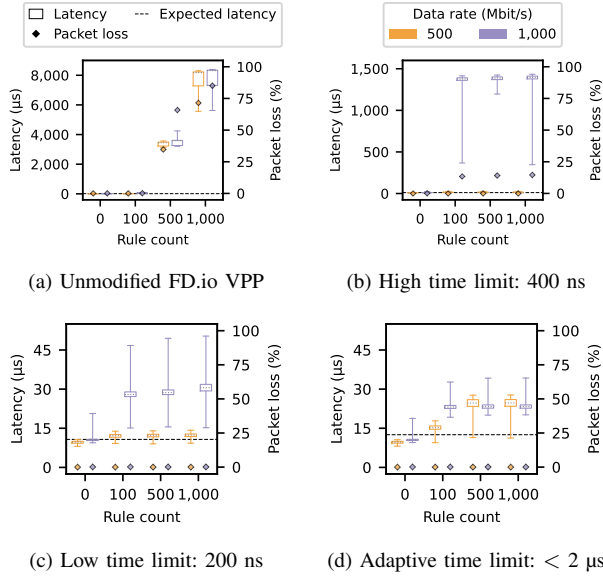 Latency
Expected latency
Packet loss
Data rate (Mbit/s)
500
1,000
Latency (µs)
8,000
6,000
4,000
2,000
0
100
75
50
25
0
Packet loss (%)
0
100
500
1,000
Rule count
(a) Unmodified FD.io VPP
Latency (µs)
1,500
1,000
500
0
100
75
50
25
0
Packet loss (%)
0
100
500
1,000
Rule count
(b) High time limit: 400 ns
Latency (µs)
45
30
15
0
100
75
50
25
0
Packet loss (%)
0
100
500
1,000
Rule count
(c) Low time limit: 200 ns
Latency (µs)
45
30
15
0
100
75
50
25
0
Packet loss (%)
0
100
500
1,000
Rule count
(d) Adaptive time limit: < 2 µs